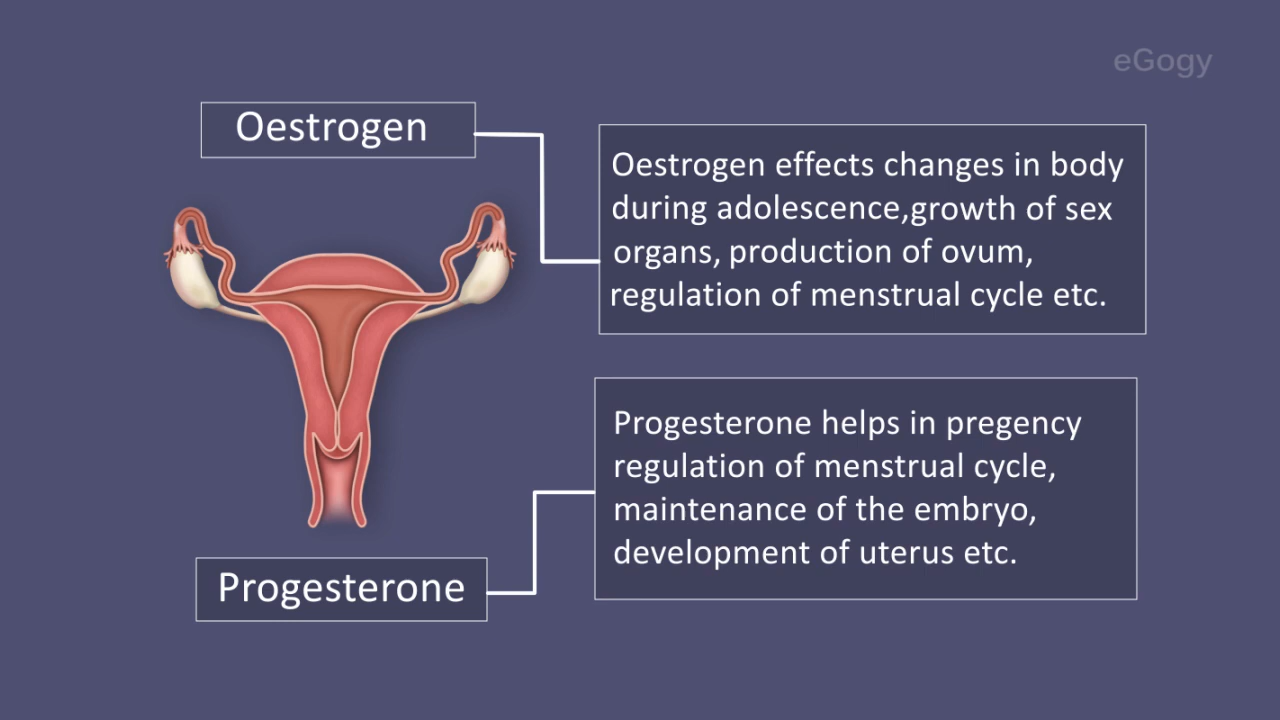 eGogy
Oestrogen
Oestrogen effects changes in body
during adolescence,growth of sex
organs, production of ovum,
regulation of menstrual cycle etc.
Progesterone helps in pregency
regulation of menstrual cycle,
maintenance of the embryo,
development of uterus etc.
Progesterone